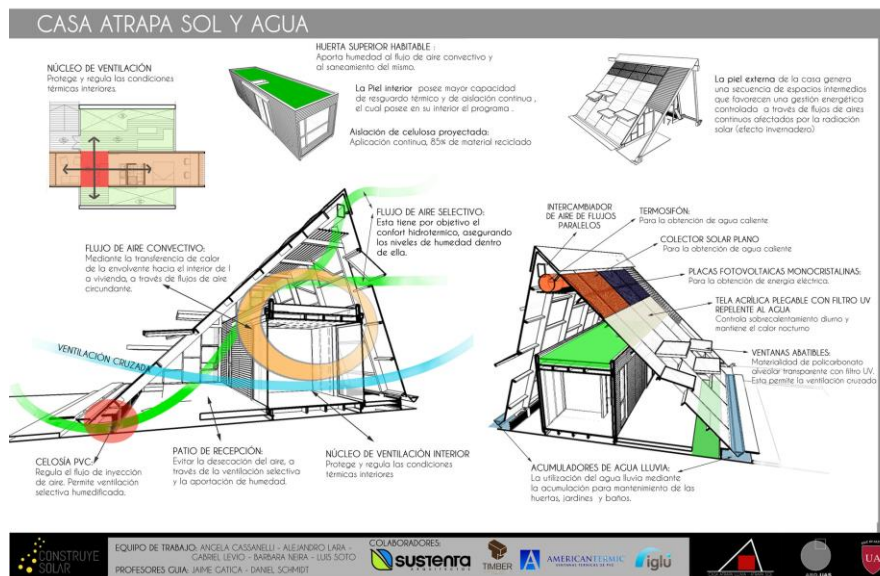 CASA ATRAPA SOL Y AGUA
NÚCLEO DE VENTILACIÓN
Protege y regula las condiciones
térmicas interiores.
HUERTA SUPERIOR HABITABLE :
Aporta humedad al flujo de aire convectivo y
al saneamiento del mismo.
La Piel interior posee mayor capacidad
de resguardo térmico y de aislación continua ,
el cual posee en su interior el programa .
Aislación de celulosa proyectada:
Aplicación continua, 85% de material reciclado
La piel externa de la casa genera
una secuencia de espacios intermedios
que favorecen una gestión energética
controlada a través de flujos de aires
continuos afectados por la radiación
solar (efecto invernadero)
FLUJO DE AIRE CONVECTIVO:
Mediante la transferencia de calor
de la envolvente hacia el interior de l
a vivienda, a través de flujos de aire
circundante.
FLUJO DE AIRE SELECTIVO:
Esta tiene por objetivo el
confort hidrotermico, asegurando
los niveles de humedad dentro
de ella.
VENTILACIÓN CRUZADA
CELOSÍA PVC:
Regula el flujo de inyección
de aire. Permite ventilación
selectiva humedificada.
PATIO DE RECEPCIÓN:
Evitar la desecación del aire, a
través de la ventilación selectiva
y la aportación de humedad.
NÚCLEO DE VENTILACIÓN INTERIOR
Protege y regula las condiciones
térmicas interiores
INTERCAMBIADOR
DE AIRE DE FLUJOS
PARALELOS
TERMOSIFÓN:
Para la obtención de agua caliente
COLECTOR SOLAR PLANO
Para la obtención de agua caliente
PLACAS FOTOVOLTAICAS MONOCRISTALINAS:
Para la obtención de energía eléctrica.
TELA ACRÍLICA PLEGABLE CON FILTRO UV
REPELENTE AL AGUA
Controla sobrecalentamiento diurno y
mantiene el calor nocturno
VENTANAS ABATIBLES:
Materialidad de policarbonato
alveolar transparente con filtro UV.
Esta permite la ventilación cruzada
ACUMULADORES DE AGUA LLUVIA:
La utilización del agua lluvia mediante
la acumulación para mantenimiento de las
huertas, jardines y baños.
CONSTRUYE
SOLAR
EQUIPO DE TRABAJO: ANGELA CASSANELLI - ALEJANDRO LARA -
GABRIEL LEVIO - BARBARA NEIRA - LUIS SOTO
PROFESORES GUIA: JAIME GATICA - DANIEL SCHMIDT
COLABORADORES:
sustenta
ARQUITECTOS
TIMBER
AMERICANTERMIC
iglú
UA